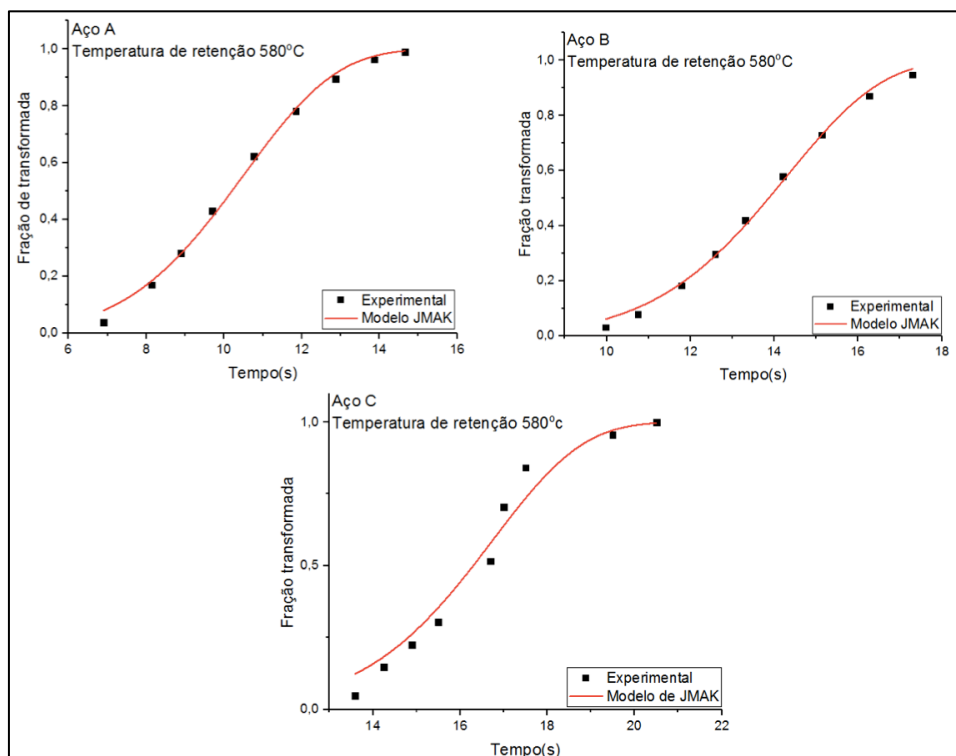 Aço A
Temperatura de retenção 580°C
1,0
0,8
0,6
0,4
0,2
0,0
Fração de transformada
Experimental
Modelo JMAK
6 8 10 12 14 16
Tempo(s)
Aço B
Temperatura de retenção 580°C
1,0
0,8
0,6
0,4
0,2
0,0
Fração transformada
Experimental
Modelo JMAK
10 12 14 16 18
Tempo(s)
Aço C
Temperatura de retenção 580°c
1,0
0,5
0,0
Fração transformada
Experimental
Modelo de JMAK
14 16 18 20 22
Tempo(s)